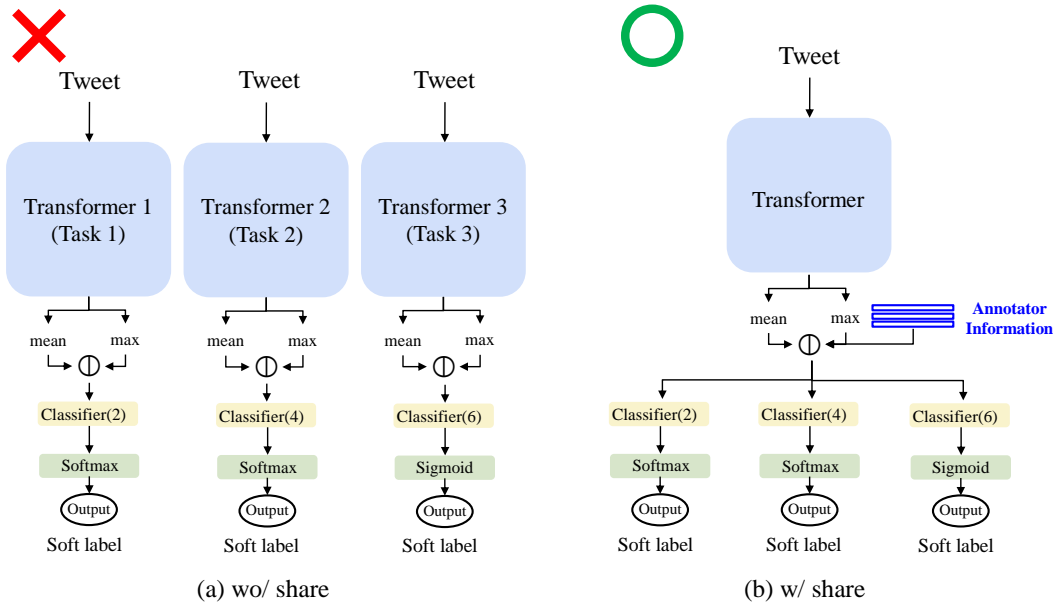 Tweet
Tweet
Tweet
Transformer 1
(Task 1)
Transformer 2
(Task 2)
Transformer 3
(Task 3)
mean
max
mean
max
mean
max
Classifier(2)
Classifier(4)
Classifier(6)
Softmax
Softmax
Sigmoid
Output
Output
Output
Soft label
Soft label
Soft label
(a) wo/ share
Tweet
Transformer
mean
max
Annotator
Information
Classifier(2)
Classifier(4)
Classifier(6)
Softmax
Softmax
Sigmoid
Output
Output
Output
Soft label
Soft label
Soft label
(b) w/ share